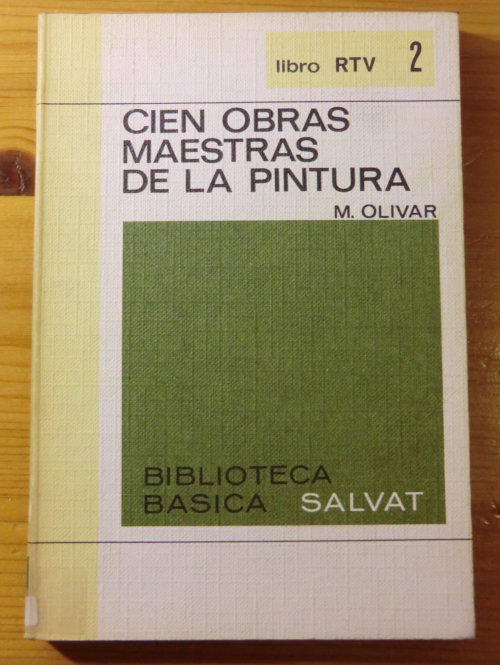 libro RTV 2
CIEN OBRAS
MAESTRAS
DE LA PINTURA
M. OLIVAR
BIBLIOTECA
BASICA SALVAT